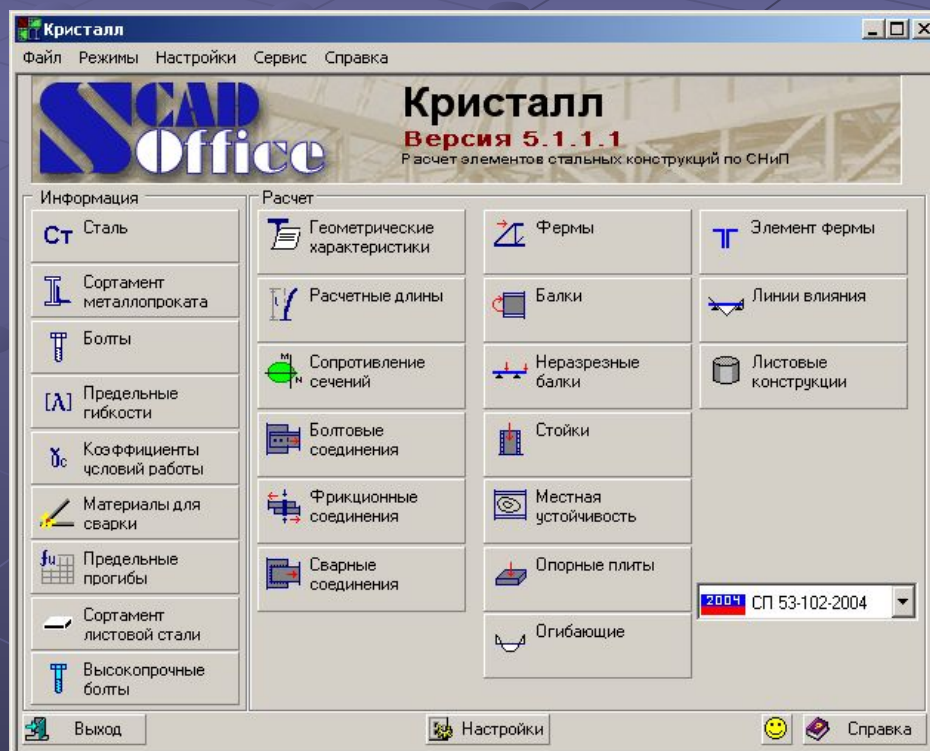 Кристалл
Файл Режимы Настройки Сервис Справка
SCAD
Office
Кристалл
Версия 5.1.1.1
Расчет элементов стальных конструкций по СНиП
Информация
Ст Сталь
Сортамент
металлопроката
Болты
[λ] Предельные
гибкости
γc Коэффициенты
условий работы
Материалы для
сварки
fu Предельные
прогибы
Сортамент
листовой стали
Высокопрочные
болты
Расчет
Геометрические
характеристики
Расчетные длины
M
N
Сопротивление
сечений
Болтовые
соединения
Фрикционные
соединения
Сварные
соединения
Фермы
Балки
Неразрезные
балки
Стойки
Местная
устойчивость
Опорные плиты
Огибающие
Элемент фермы
Линии влияния
Листовые
конструкции
2004 СП 53-102-2004
Выход
Настройки
Справка